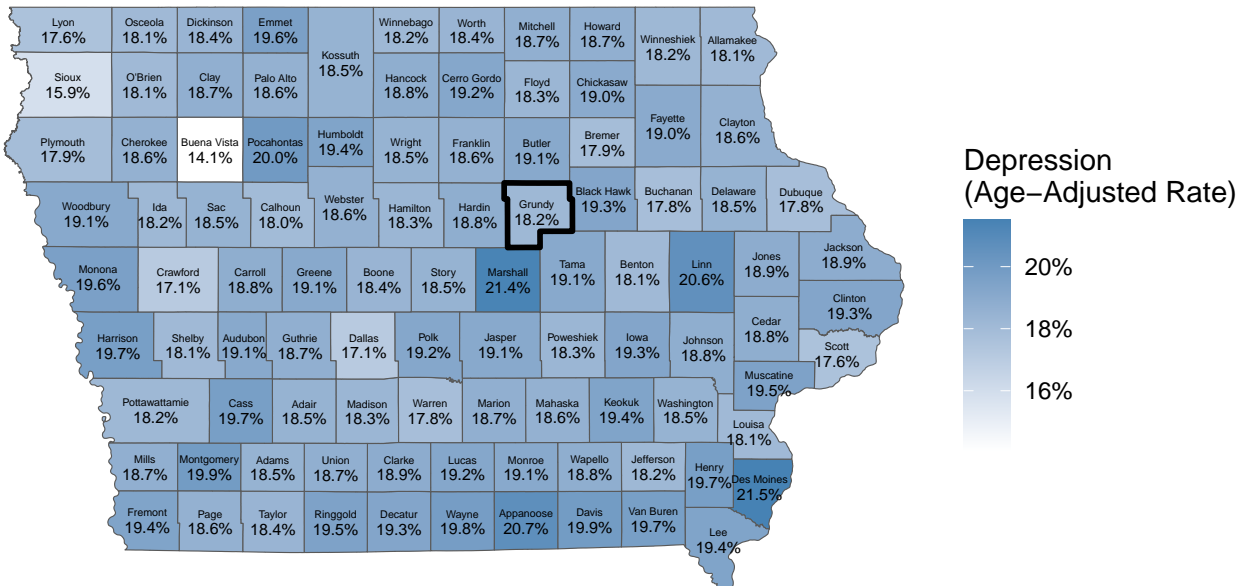 Lyon
17.6%
Osceola
18.1%
Dickinson
18.4%
Emmet
19.6%
Kossuth
18.5%
Winnebago
18.2%
Worth
18.4%
Mitchell
18.7%
Howard
18.7%
Winneshiek
18.2%
Allamakee
18.1%
Sioux
15.9%
O'Brien
18.1%
Clay
18.7%
Palo Alto
18.6%
Hancock
18.8%
Cerro Gordo
19.2%
Floyd
18.3%
Chickasaw
19.0%
Fayette
19.0%
Clayton
18.6%
Plymouth
17.9%
Cherokee
18.6%
Buena Vista
14.1%
Pocahontas
20.0%
Humboldt
19.4%
Wright
18.5%
Franklin
18.6%
Butler
19.1%
Bremer
17.9%
Woodbury
19.1%
Ida
18.2%
Sac
18.5%
Calhoun
18.0%
Webster
18.6%
Hamilton
18.3%
Hardin
18.8%
Grundy
18.2%
Black Hawk
19.3%
Buchanan
17.8%
Delaware
18.5%
Dubuque
17.8%
Monona
19.6%
Crawford
17.1%
Carroll
18.8%
Greene
19.1%
Boone
18.4%
Story
18.5%
Marshall
21.4%
Tama
19.1%
Benton
18.1%
Linn
20.6%
Jones
18.9%
Jackson
18.9%
Clinton
19.3%
Harrison
19.7%
Shelby
18.1%
Audubon
19.1%
Guthrie
18.7%
Dallas
17.1%
Polk
19.2%
Jasper
19.1%
Poweshiek
18.3%
Iowa
19.3%
Johnson
18.8%
Cedar
18.8%
Scott
17.6%
Muscatine
19.5%
Pottawattamie
18.2%
Cass
19.7%
Adair
18.5%
Madison
18.3%
Warren
17.8%
Marion
18.7%
Mahaska
18.6%
Keokuk
19.4%
Washington
18.5%
Louisa
18.1%
Mills
18.7%
Montgomery
19.9%
Adams
18.5%
Union
18.7%
Clarke
18.9%
Lucas
19.2%
Monroe
19.1%
Wapello
18.8%
Jefferson
18.2%
Henry
19.7%
Des Moines
21.5%
Fremont
19.4%
Page
18.6%
Taylor
18.4%
Ringgold
19.5%
Decatur
19.3%
Wayne
19.8%
Appanoose
20.7%
Davis
19.9%
Van Buren
19.7%
Lee
19.4%
Depression
(Age−Adjusted Rate)
20%
18%
16%